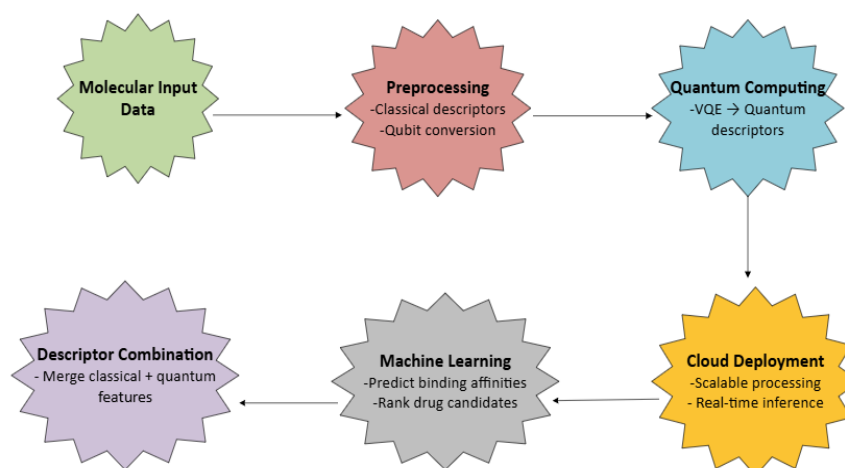 Molecular Input
Data
Preprocessing
-Classical descriptors
-Qubit conversion
Quantum Computing
-VQE → Quantum
descriptors
Descriptor Combination
- Merge classical + quantum
features
Machine Learning
-Predict binding affinities
-Rank drug candidates
Cloud Deployment
-Scalable processing
- Real-time inference